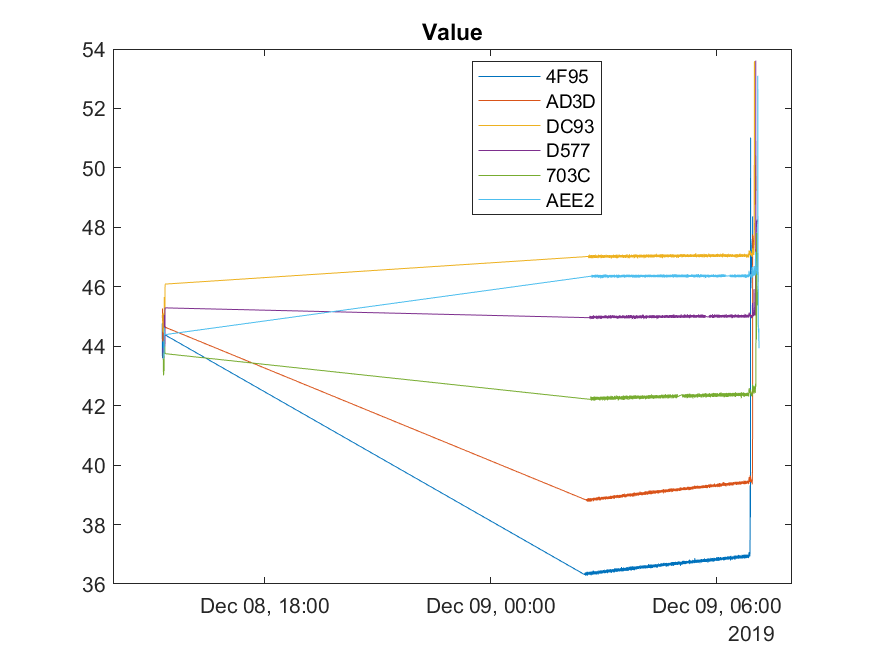 Value
54
52
50
48
46
44
42
40
38
36
4F95
AD3D
DC93
D577
703C
AEE2
Dec 08, 18:00
Dec 09, 00:00
Dec 09, 06:00
2019